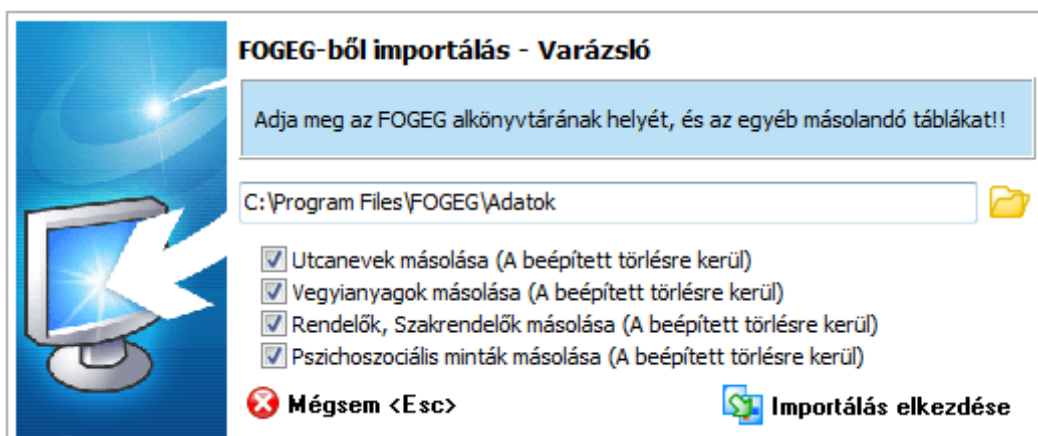 FOGEG-ből importálás - Varázsló
Adja meg az FOGEG alkönyvtárának helyét, és az egyéb másolandó táblákat!!
C:\Program Files\FOGEG\Adatok
Utcanevek másolása (A beépített törlésre kerül)
Vegyianyagok másolása (A beépített törlésre kerül)
Rendelők, Szakrendelők másolása (A beépített törlésre kerül)
Pszichoszociális minták másolása (A beépített törlésre kerül)
Mégsem <Esc> Importálás elkezdése